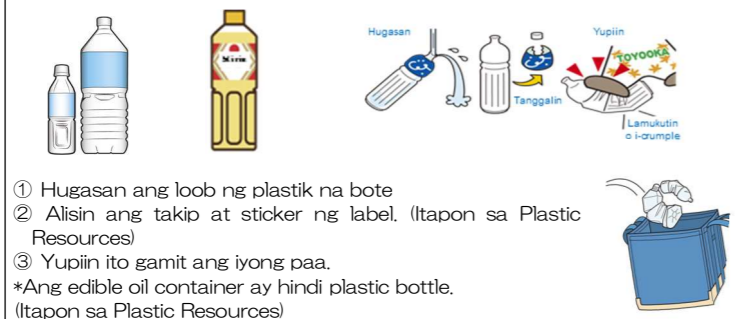 Hugasan
Yupiin
TOYOOKA
Tanggalin
Lamukutin
o i-crumple
① Hugasan ang loob ng plastik na bote
② Alisin ang takip at sticker ng label. (Itapon sa Plastic
Resources)
③ Yupiin ito gamit ang iyong paa.
*Ang edible oil container ay hindi plastic bottle.
(Itapon sa Plastic Resources)